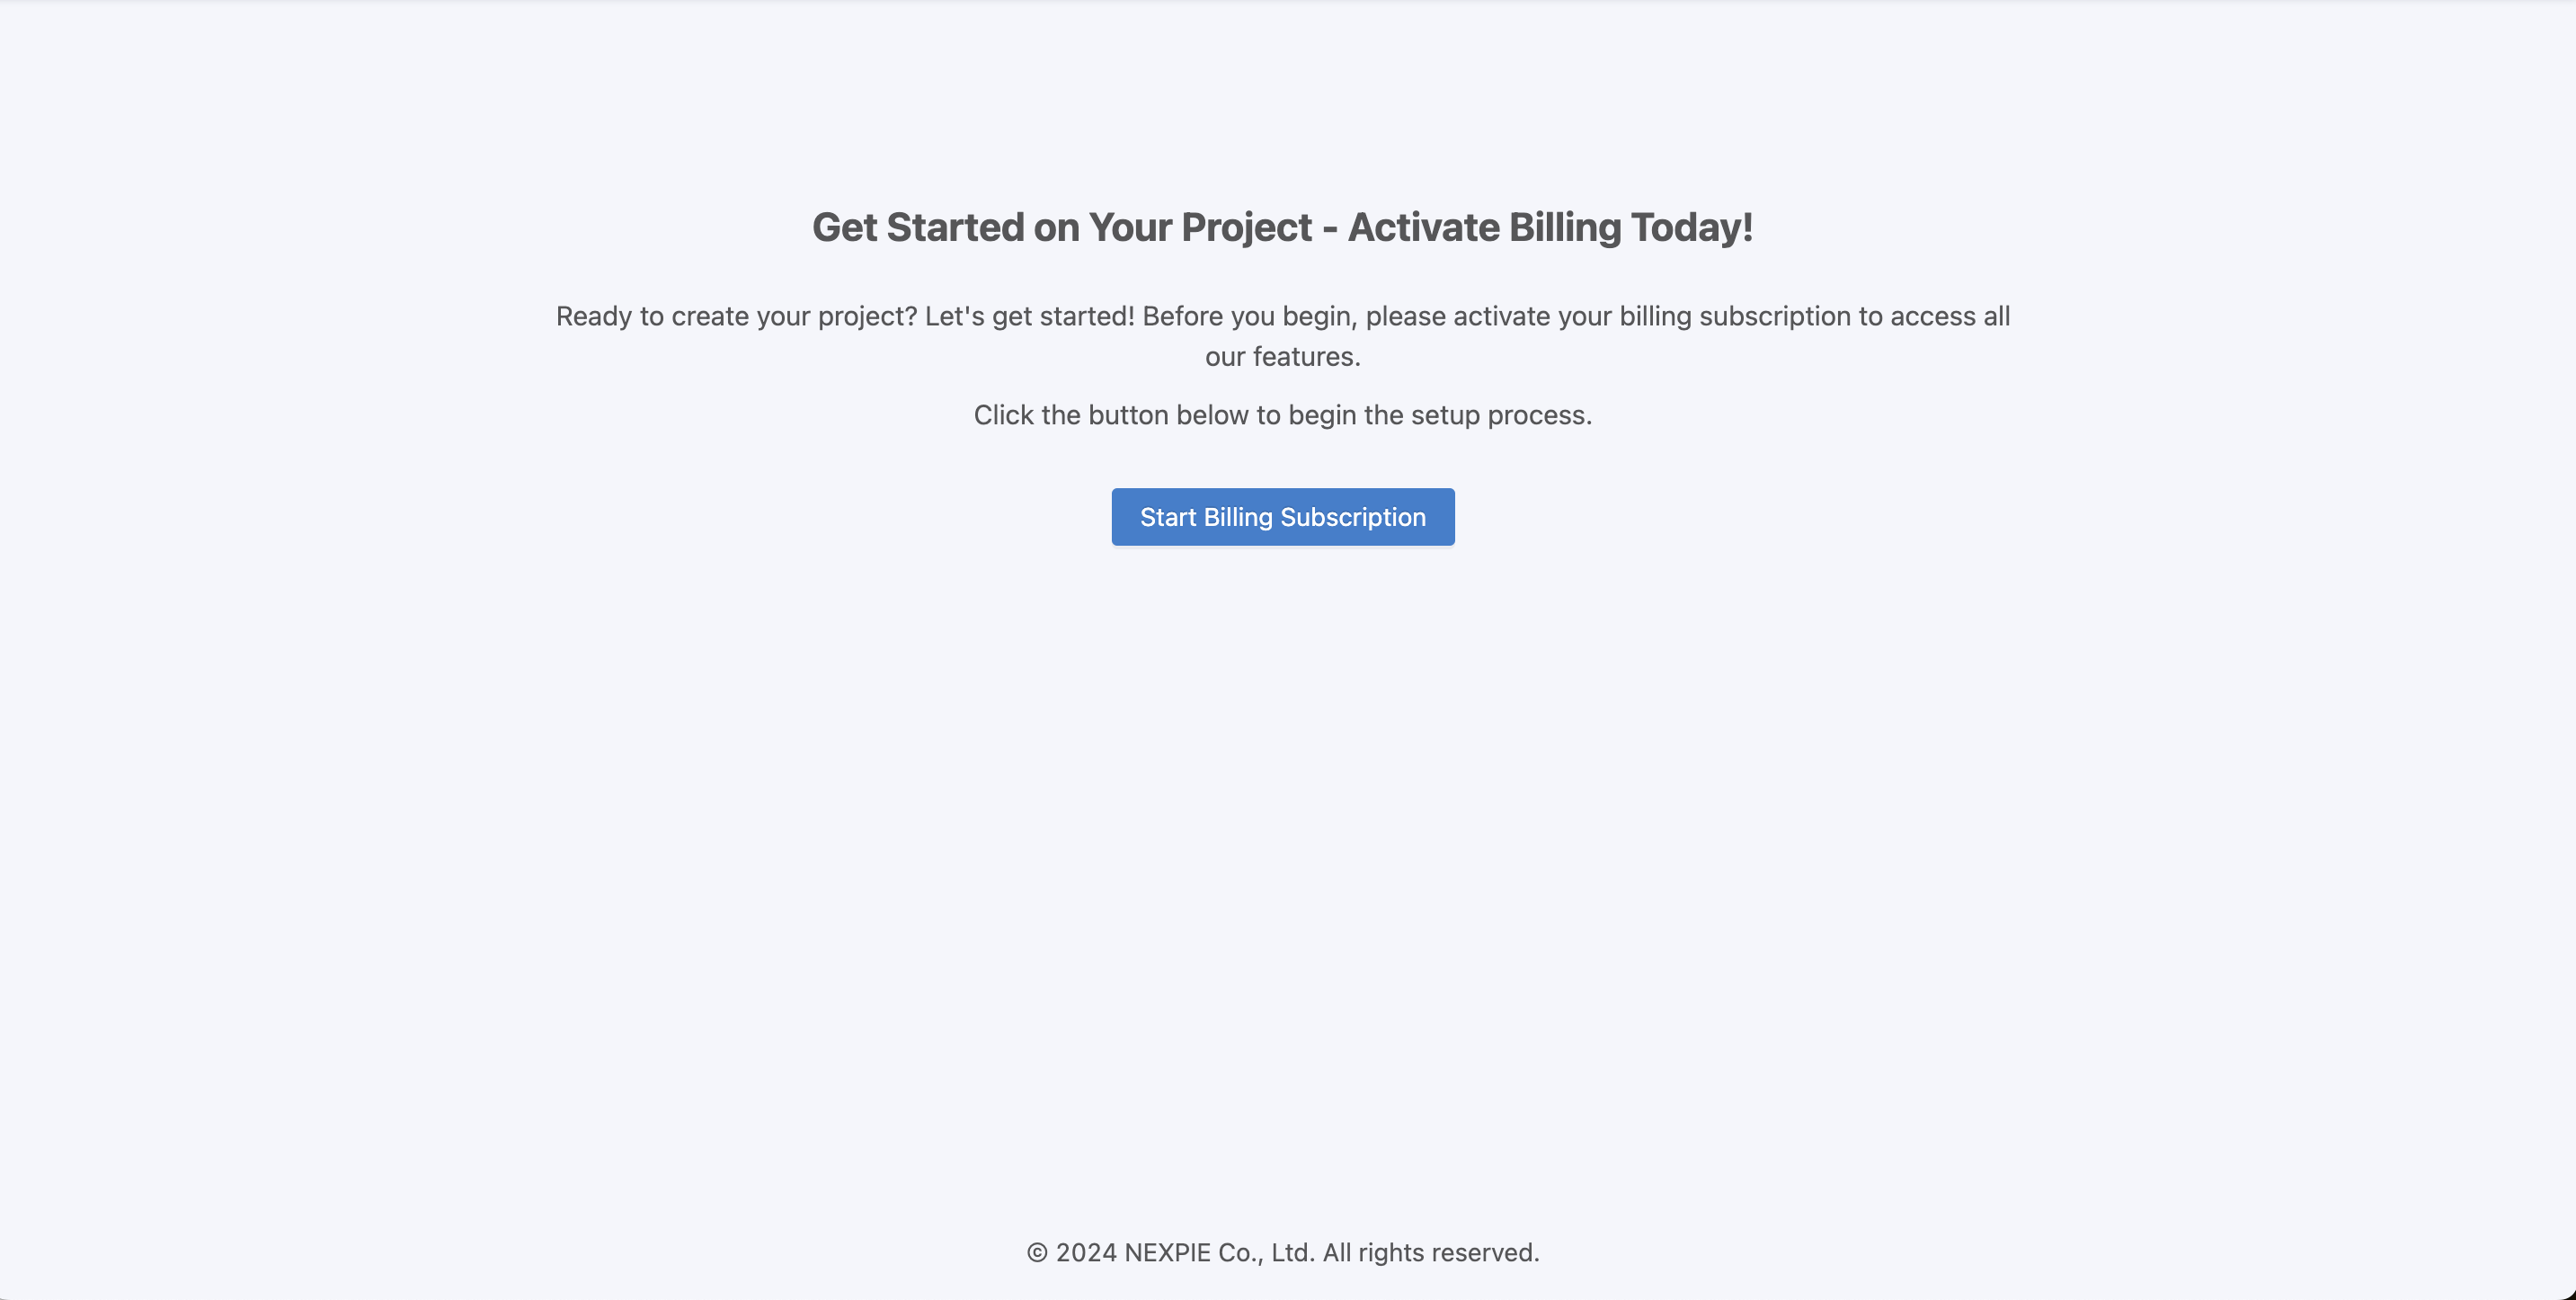 Get Started on Your Project - Activate Billing Today!
Ready to create your project? Let's get started! Before you begin, please activate your billing subscription to access all
our features.
Click the button below to begin the setup process.
Start Billing Subscription
© 2024 NEXPIE Co., Ltd. All rights reserved.